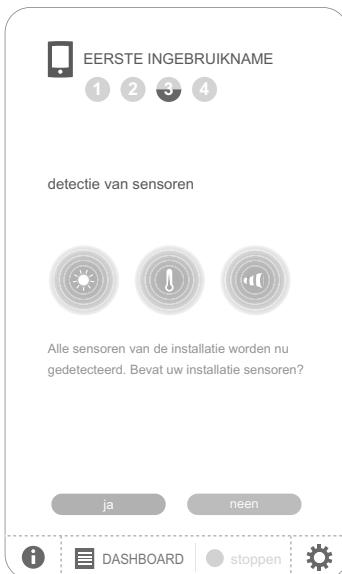 EERSTE INGEBRUIKNAME
1 2 3 4
detectie van sensoren
Alle sensoren van de installatie worden nu
gedetecteerd. Bevat uw installatie sensoren?
ja neen
i DASHBOARD stoppen